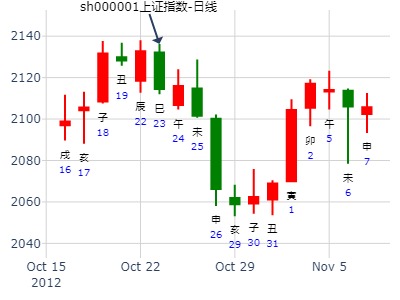 sh000001上证指数-日线
2140
2120
2100
2080
2060
2040
戌
16
亥
17
子
18
丑
19
辰
22
巳
23
午
24
未
25
申
26
亥
29
子
30
丑
31
寅
1
卯
2
午
5
未
6
申
7
Oct 15
2012
Oct 22
Oct 29
Nov 5